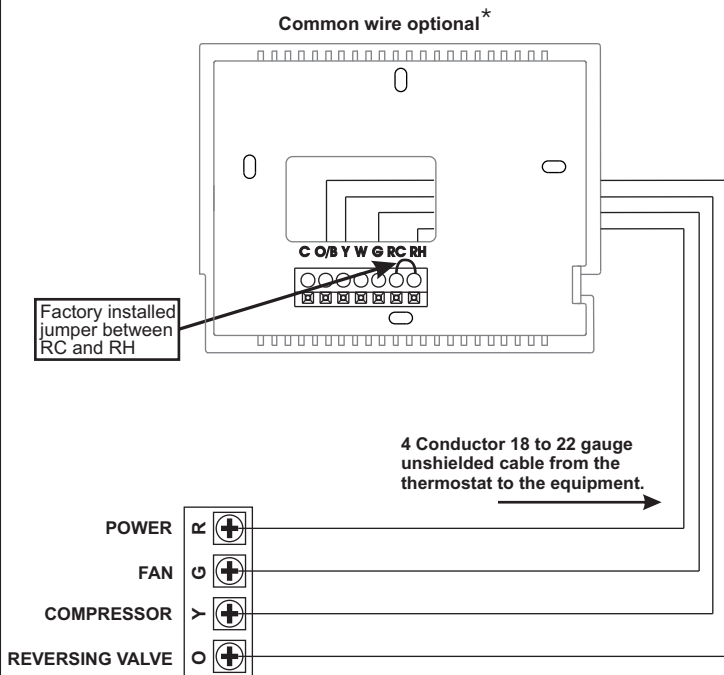 Common wire optional*
C O/B Y W G RC RH
Factory installed
jumper between
RC and RH
4 Conductor 18 to 22 gauge
unshielded cable from the
thermostat to the equipment.
POWER R
FAN G
COMPRESSOR Y
REVERSING VALVE O